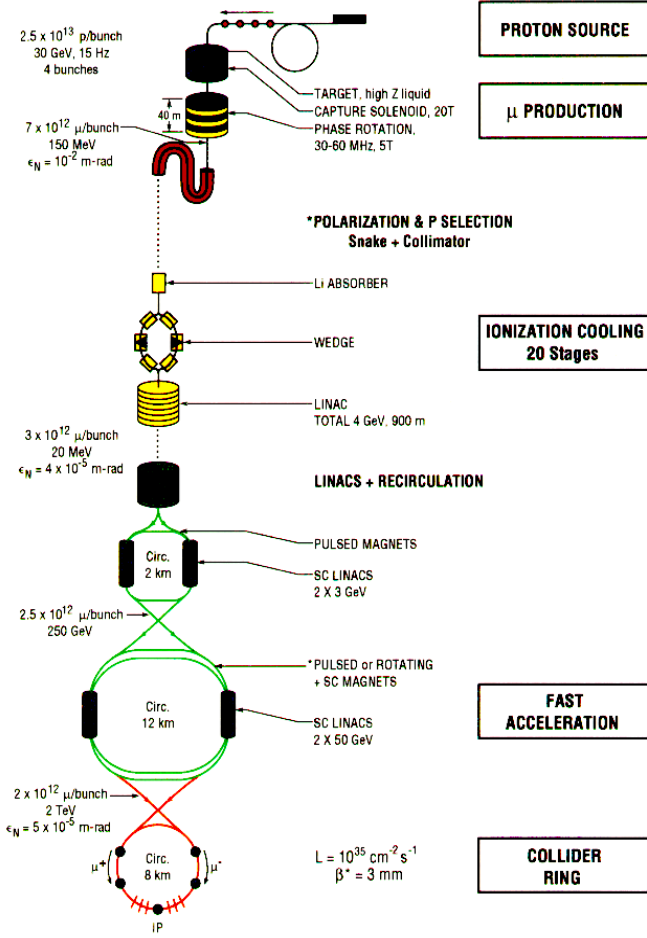 PROTON SOURCE
2.5 x 10¹³ p/bunch
30 GeV, 15 Hz
4 bunches
TARGET, high Z liquid
CAPTURE SOLENOID, 20T
PHASE ROTATION,
30-60 MHz, 5T
μ PRODUCTION
40 m
7 x 10¹² μ/bunch
150 MeV
ϵN = 10⁻² m-rad
*POLARIZATION & P SELECTION
Snake + Collimator
Li ABSORBER
WEDGE
IONIZATION COOLING
20 Stages
LINAC
TOTAL 4 GeV, 900 m
3 x 10¹² μ/bunch
20 MeV
ϵN = 4 x 10⁻⁵ m-rad
LINACS + RECIRCULATION
PULSED MAGNETS
Circ.
2 km
SC LINACS
2 X 3 GeV
2.5 x 10¹² μ/bunch
250 GeV
*PULSED or ROTATING
+ SC MAGNETS
Circ.
12 km
SC LINACS
2 X 50 GeV
FAST
ACCELERATION
2 x 10¹² μ/bunch
2 TeV
ϵN = 5 x 10⁻⁵ m-rad
μ+
Circ.
8 km
μ-
L = 10³⁵ cm⁻² s⁻¹
β* = 3 mm
COLLIDER
RING
IP